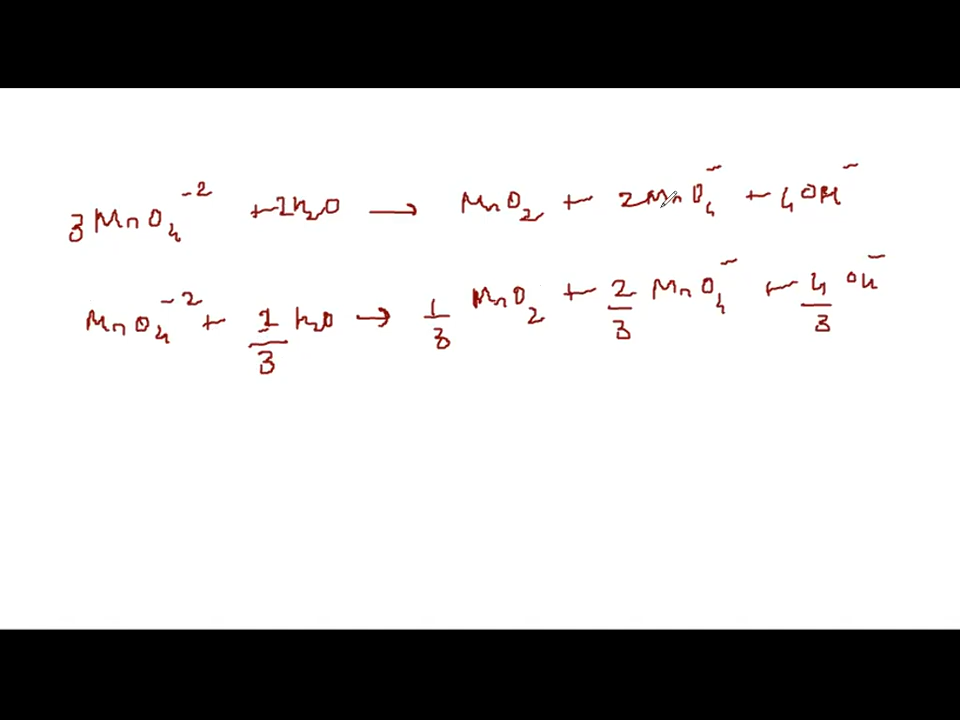 3MnO₄⁻² + 2H₂O → MnO₂ + 2MnO₄⁻ + 4OH⁻
MnO₄⁻² + 1/3 H₂O → 1/3 MnO₂ + 2/3 MnO₄⁻ + 4/3 OH⁻